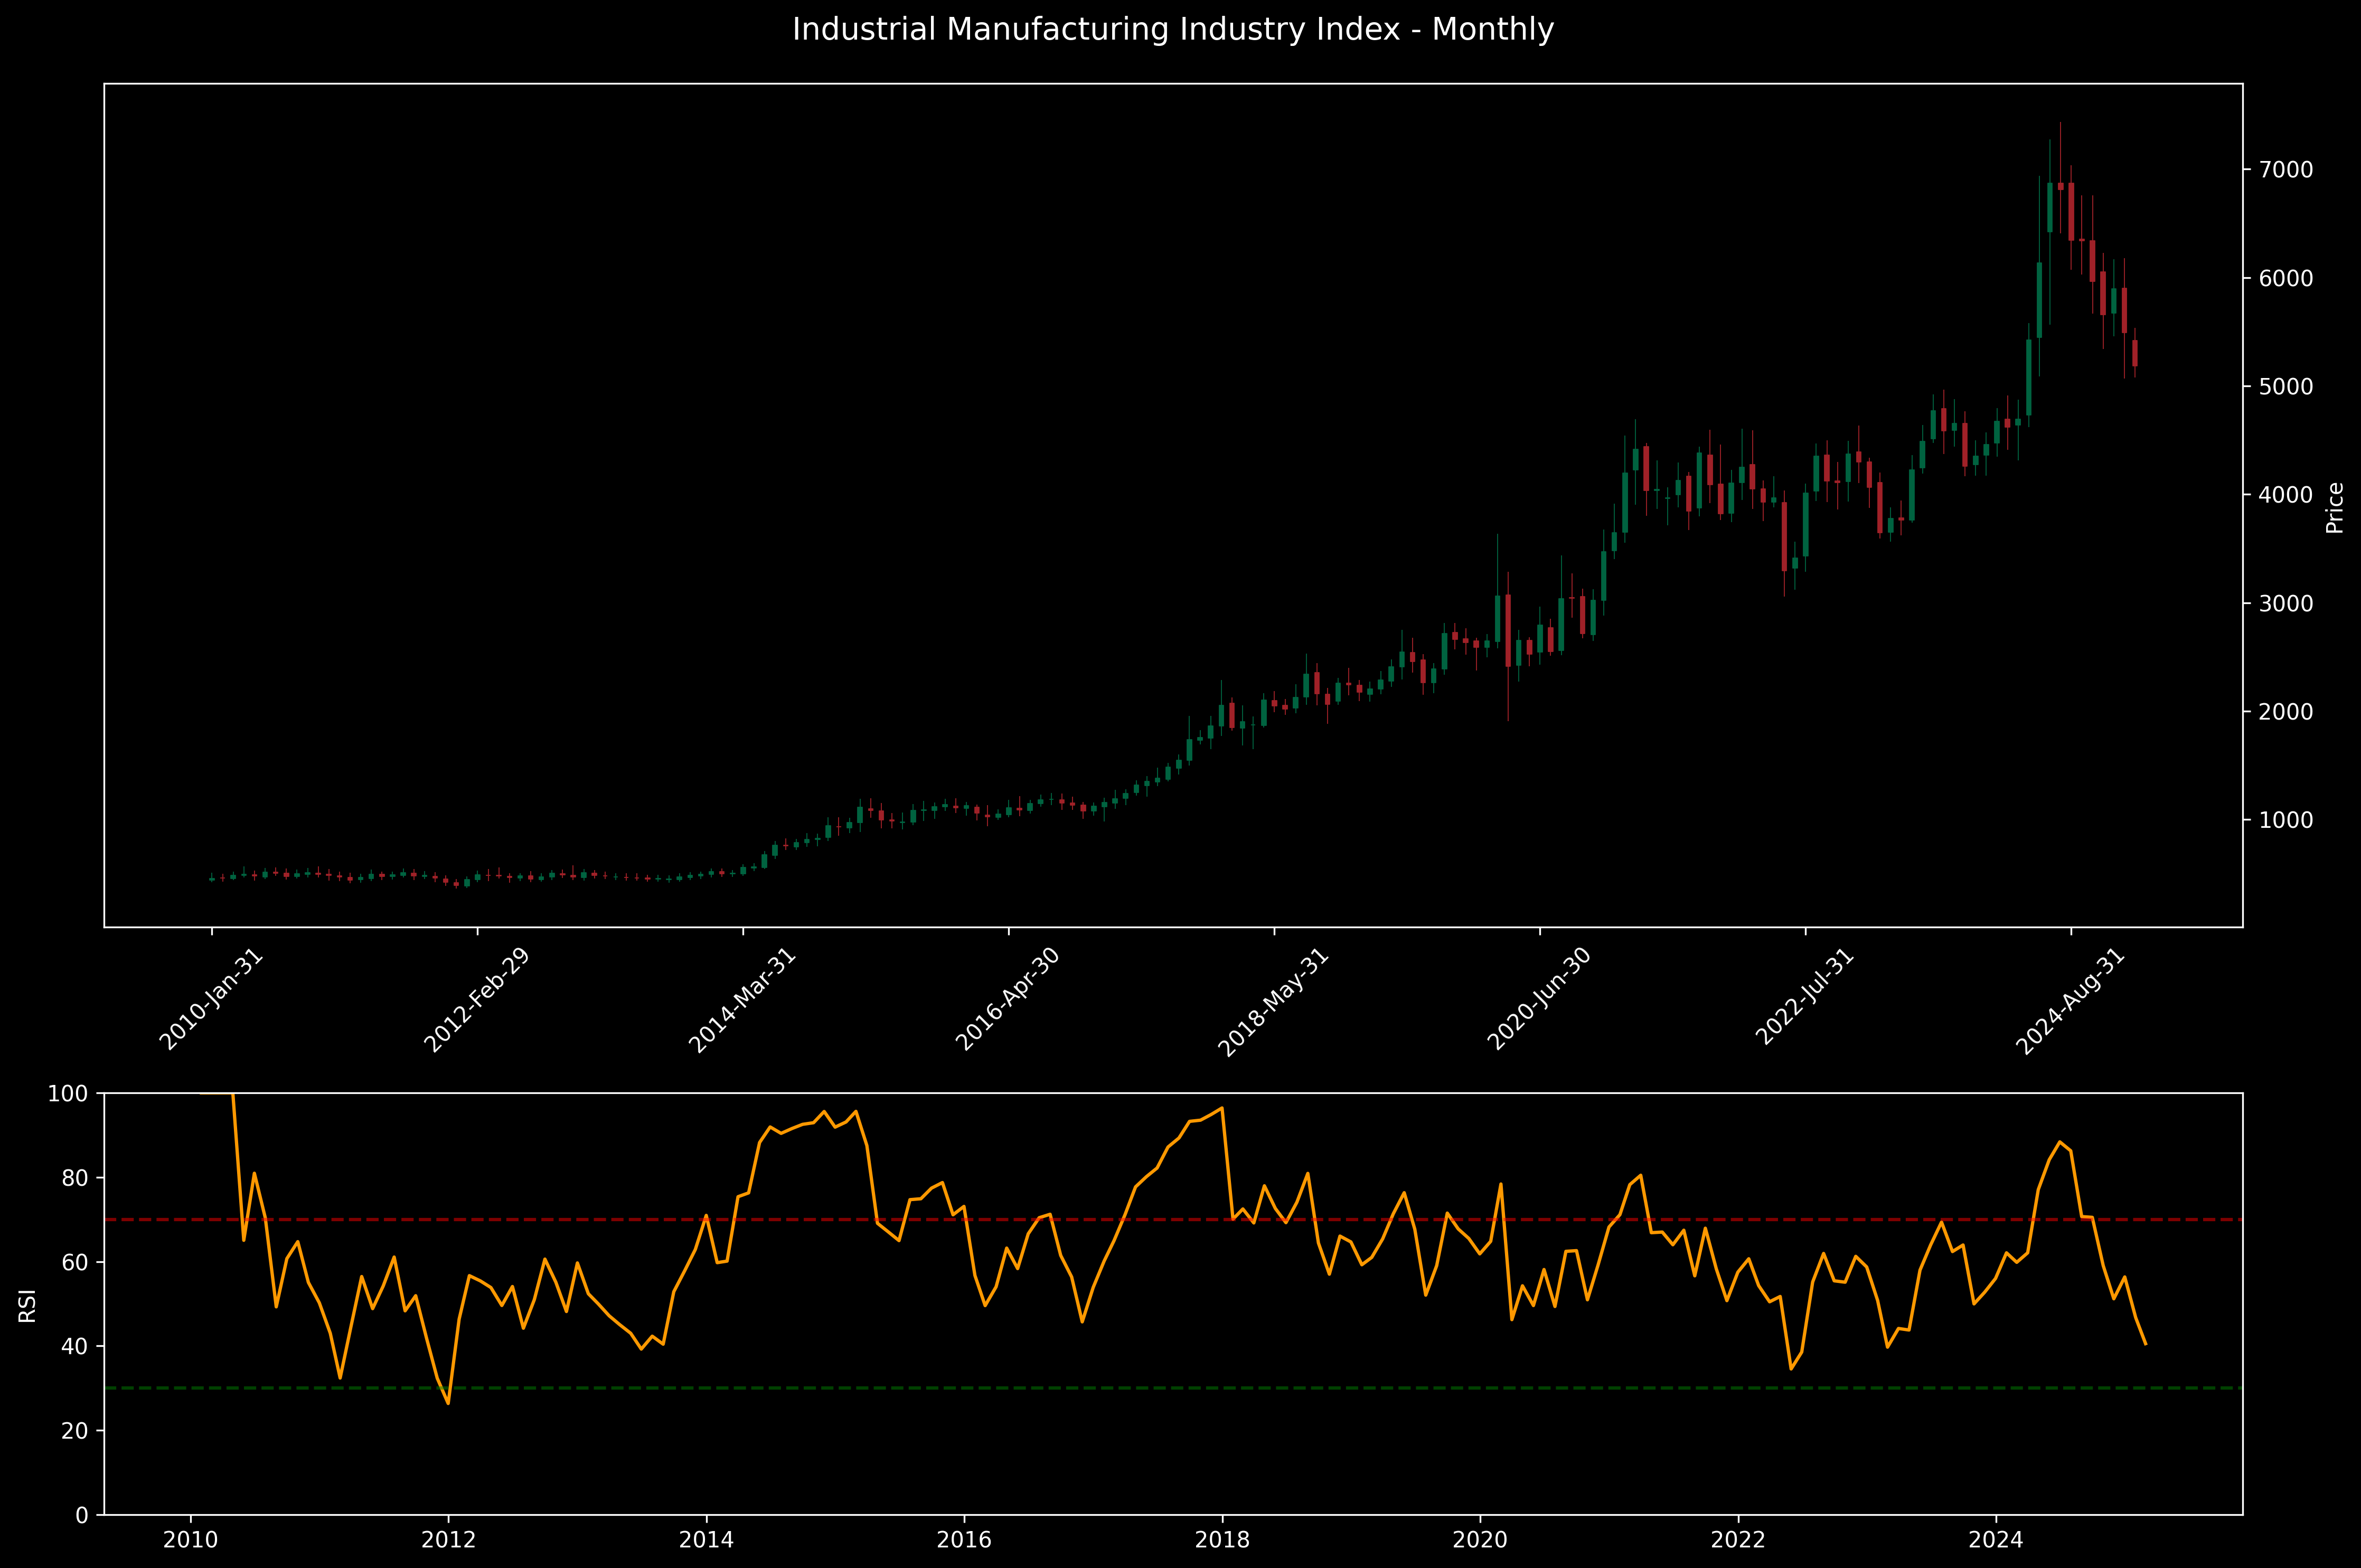 Industrial Manufacturing Industry Index - Monthly
7000
6000
5000
4000
3000
2000
1000
Price
2010-Jan-31
2012-Feb-29
2014-Mar-31
2016-Apr-30
2018-May-31
2020-Jun-30
2022-Jul-31
2024-Aug-31
100
80
60
40
20
0
RSI
2010
2012
2014
2016
2018
2020
2022
2024